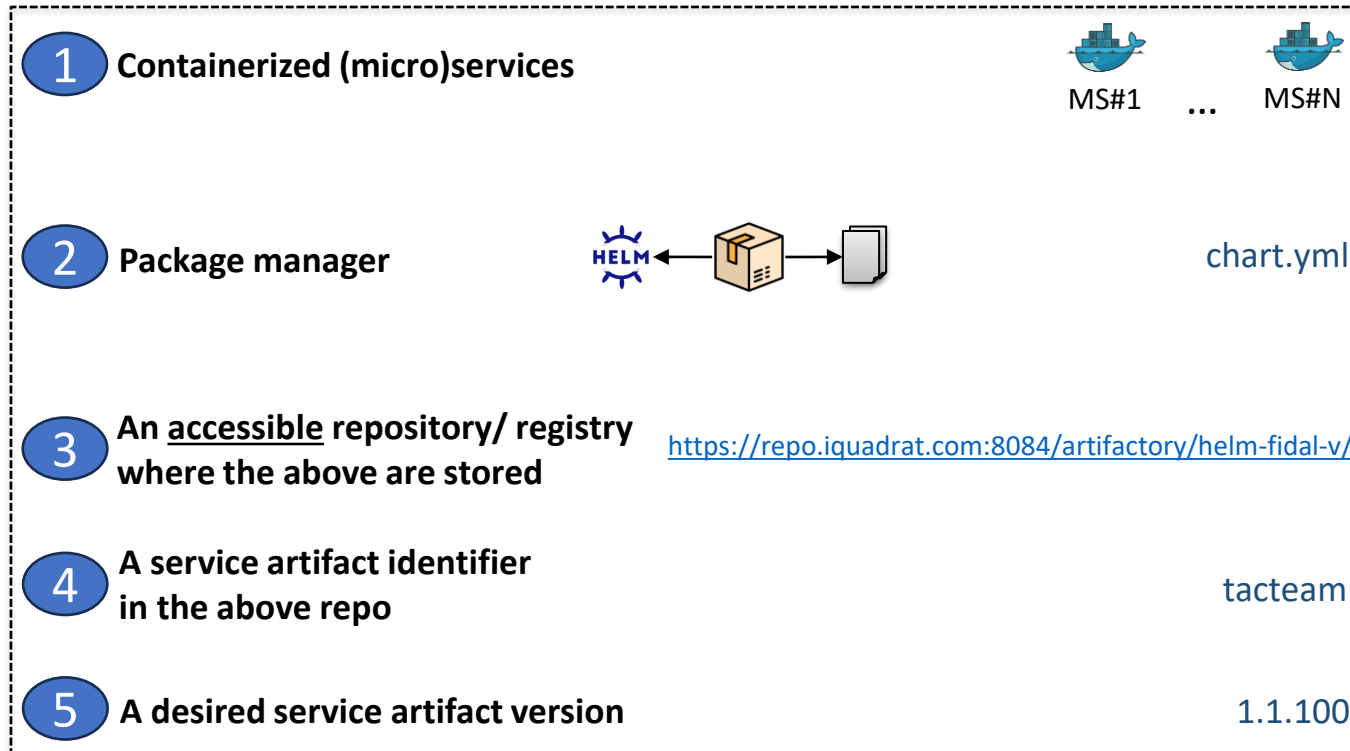 1 Containerized (micro)services
MS#1 ... MS#N
2 Package manager
HELM
chart.yml
3 An accessible repository/ registry
where the above are stored
https://repo.iquadrat.com:8084/artifactory/helm-fidal-v/
4 A service artifact identifier
in the above repo
tacteam
5 A desired service artifact version
1.1.100